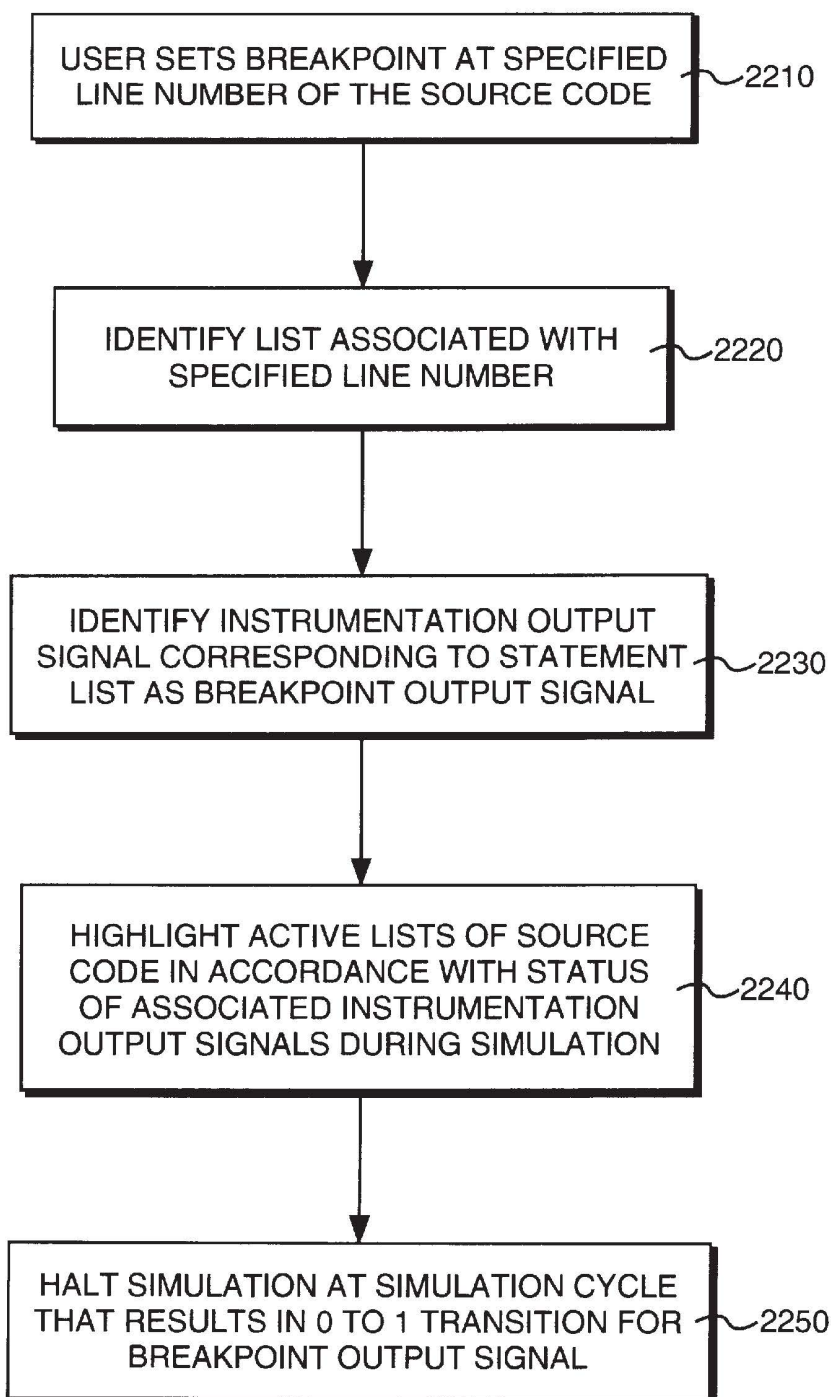 USER SETS BREAKPOINT AT SPECIFIED
LINE NUMBER OF THE SOURCE CODE
2210
IDENTIFY LIST ASSOCIATED WITH
SPECIFIED LINE NUMBER
2220
IDENTIFY INSTRUMENTATION OUTPUT
SIGNAL CORRESPONDING TO STATEMENT
LIST AS BREAKPOINT OUTPUT SIGNAL
2230
HIGHLIGHT ACTIVE LISTS OF SOURCE
CODE IN ACCORDANCE WITH STATUS
OF ASSOCIATED INSTRUMENTATION
OUTPUT SIGNALS DURING SIMULATION
2240
HALT SIMULATION AT SIMULATION CYCLE
THAT RESULTS IN 0 TO 1 TRANSITION FOR
BREAKPOINT OUTPUT SIGNAL
2250